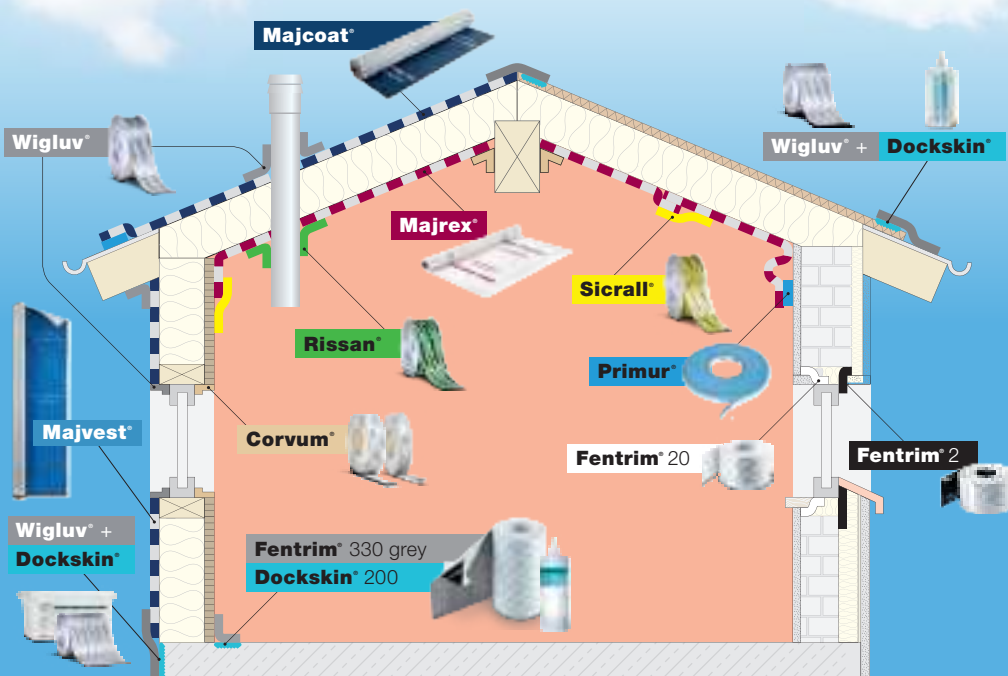 Majcoat®
Wigluv®
Wigluv® + Dockskin®
Majrex®
Sicrall®
Rissan®
Primur®
Majvest®
Corvum®
Fentrim® 20
Fentrim® 2
Wigluv® +
Dockskin®
Fentrim® 330 grey
Dockskin® 200